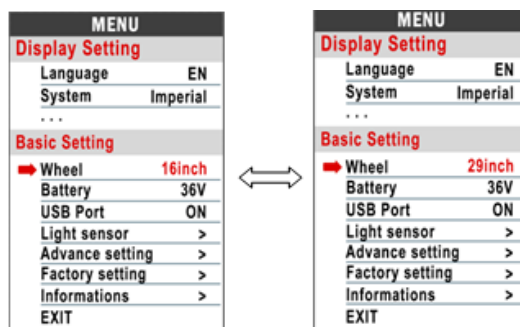 MENU
Display Setting
Language EN
System Imperial
...
Basic Setting
Wheel 16inch
Battery 36V
USB Port ON
Light sensor >
Advance setting >
Factory setting >
Informations >
EXIT
MENU
Display Setting
Language EN
System Imperial
...
Basic Setting
Wheel 29inch
Battery 36V
USB Port ON
Light sensor >
Advance setting >
Factory setting >
Informations >
EXIT